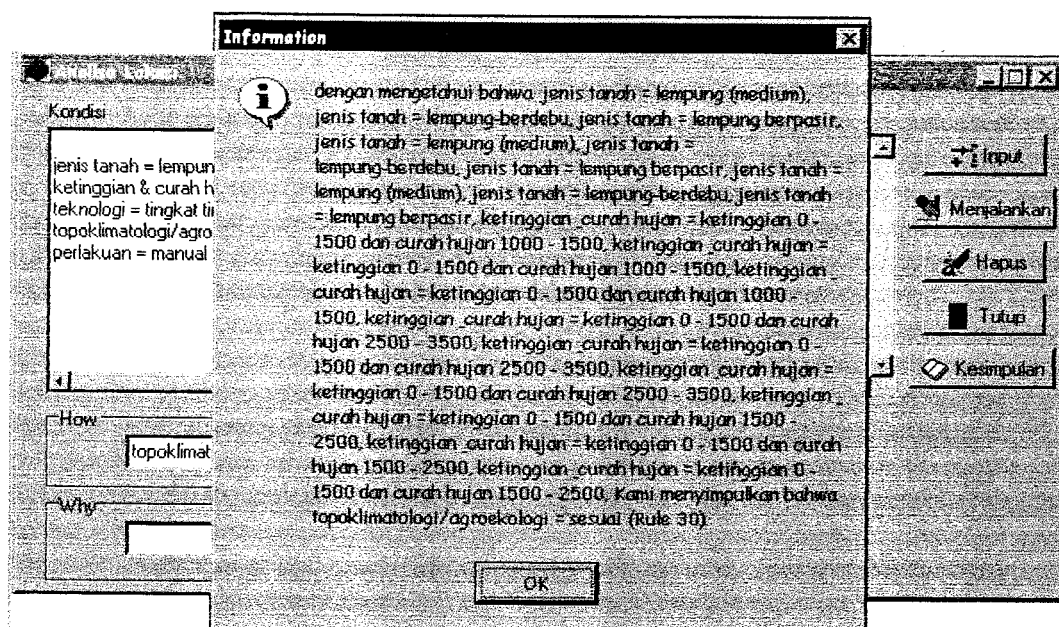 Information
dengan mengetahui bahwa jenis tanah = lempung (medium),
jenis tanah = lempung-berdebu, jenis tanah = lempung berpasir,
jenis tanah = lempung (medium), jenis tanah =
lempung-berdebu, jenis tanah = lempung berpasir, jenis tanah =
lempung (medium), jenis tanah = lempung-berdebu, jenis tanah
= lempung berpasir, ketinggian_curah hujan = ketinggian 0 -
1500 dan curah hujan 1000 - 1500, ketinggian_curah hujan =
ketinggian 0 - 1500 dan curah hujan 1000 - 1500, ketinggian_
curah hujan = ketinggian 0 - 1500 dan curah hujan 1000 -
1500, ketinggian_curah hujan = ketinggian 0 - 1500 dan curah
hujan 2500 - 3500, ketinggian_curah hujan = ketinggian 0 -
1500 dan curah hujan 2500 - 3500, ketinggian_curah hujan =
ketinggian 0 - 1500 dan curah hujan 2500 - 3500, ketinggian_
curah hujan = ketinggian 0 - 1500 dan curah hujan 1500 -
2500, ketinggian_curah hujan = ketinggian 0 - 1500 dan curah
hujan 1500 - 2500, ketinggian_curah hujan = ketinggian 0 -
1500 dan curah hujan 1500 - 2500, Kami menyimpulkan bahwa
topoklimatologi/agroekologi = sesuai (Rule 30)
OK
Kondisi
jenis tanah = lempun
ketinggian & curah h
teknologi = tingkat ti
topoklimatologi/agro
perlakuan = manual
How
topoklimat
Why
Input
Menjalankan
Hapus
Tutup
Kesimpulan